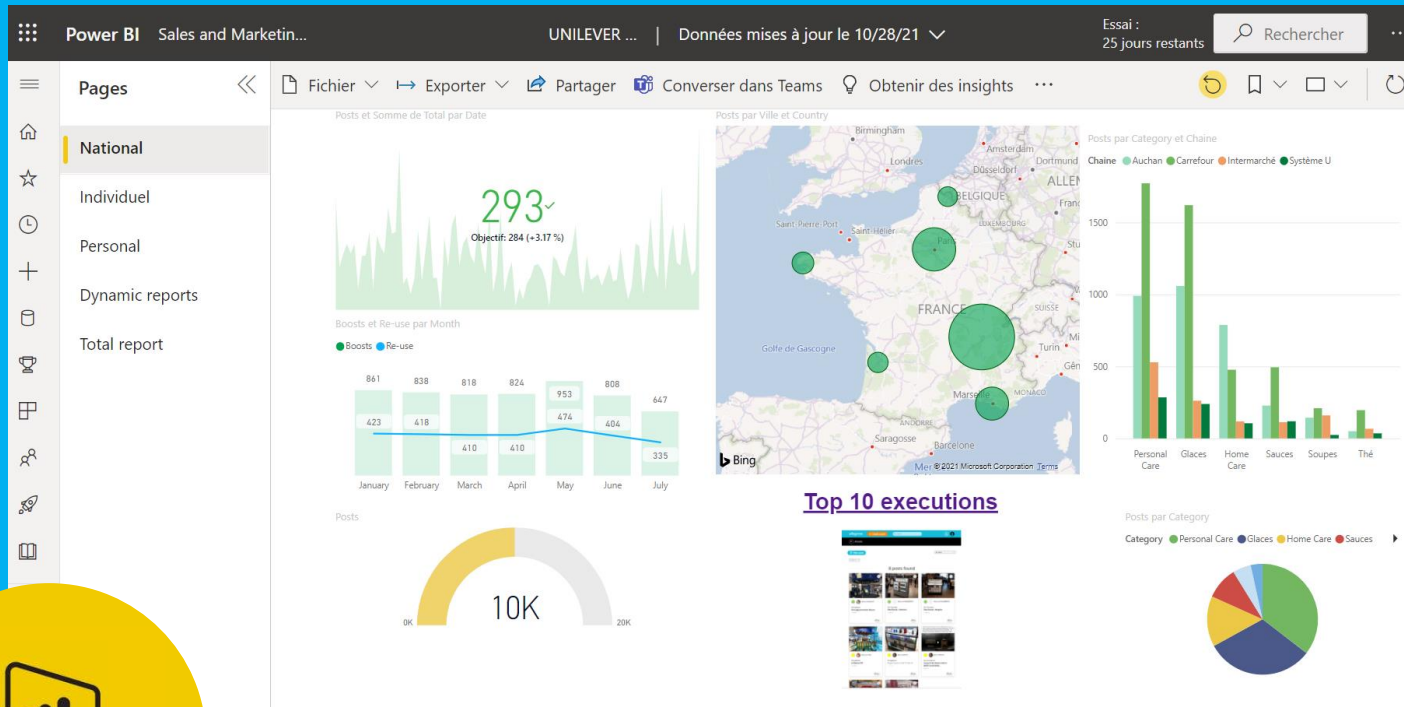 Power BI Sales and Marketin... UNILEVER ... | Données mises à jour le 10/28/21
Essai :
25 jours restants
Rechercher
Pages
National
Individuel
Personal
Dynamic reports
Total report
Fichier Exporter Partager Converser dans Teams Obtenir des insights ...
Posts et Somme de Total par Date
293
Objectif: 284 (+3.17 %)
Boosts et Re-use par Month
Boosts Re-use
861 838 818 824 953 808 647
423 418 410 410 474 404 335
January February March April May June July
Posts
10K
0K 20K
Posts par Ville et Country
Birmingham
Amsterdam
Londres
Dortmund
Düsseldorf
BELGIQUE
LUXEMBOURG
Saint-Pierre-Port
Saint-Hélier
Paris
FRANCE
SUISSE
Golfe de Gascogne
Turin
Marseille
MONACO
ANDORRE
Saragosse
Barcelone
Bing
© 2021 Microsoft Corporation Terms
Top 10 executions
Posts par Category et Chaine
Chaine Auchan Carrefour Intermarché Système U
1500
1000
500
0
Personal Care Glaces Home Care Sauces Soupes Thé
Posts par Category
Category Personal Care Glaces Home Care Sauces